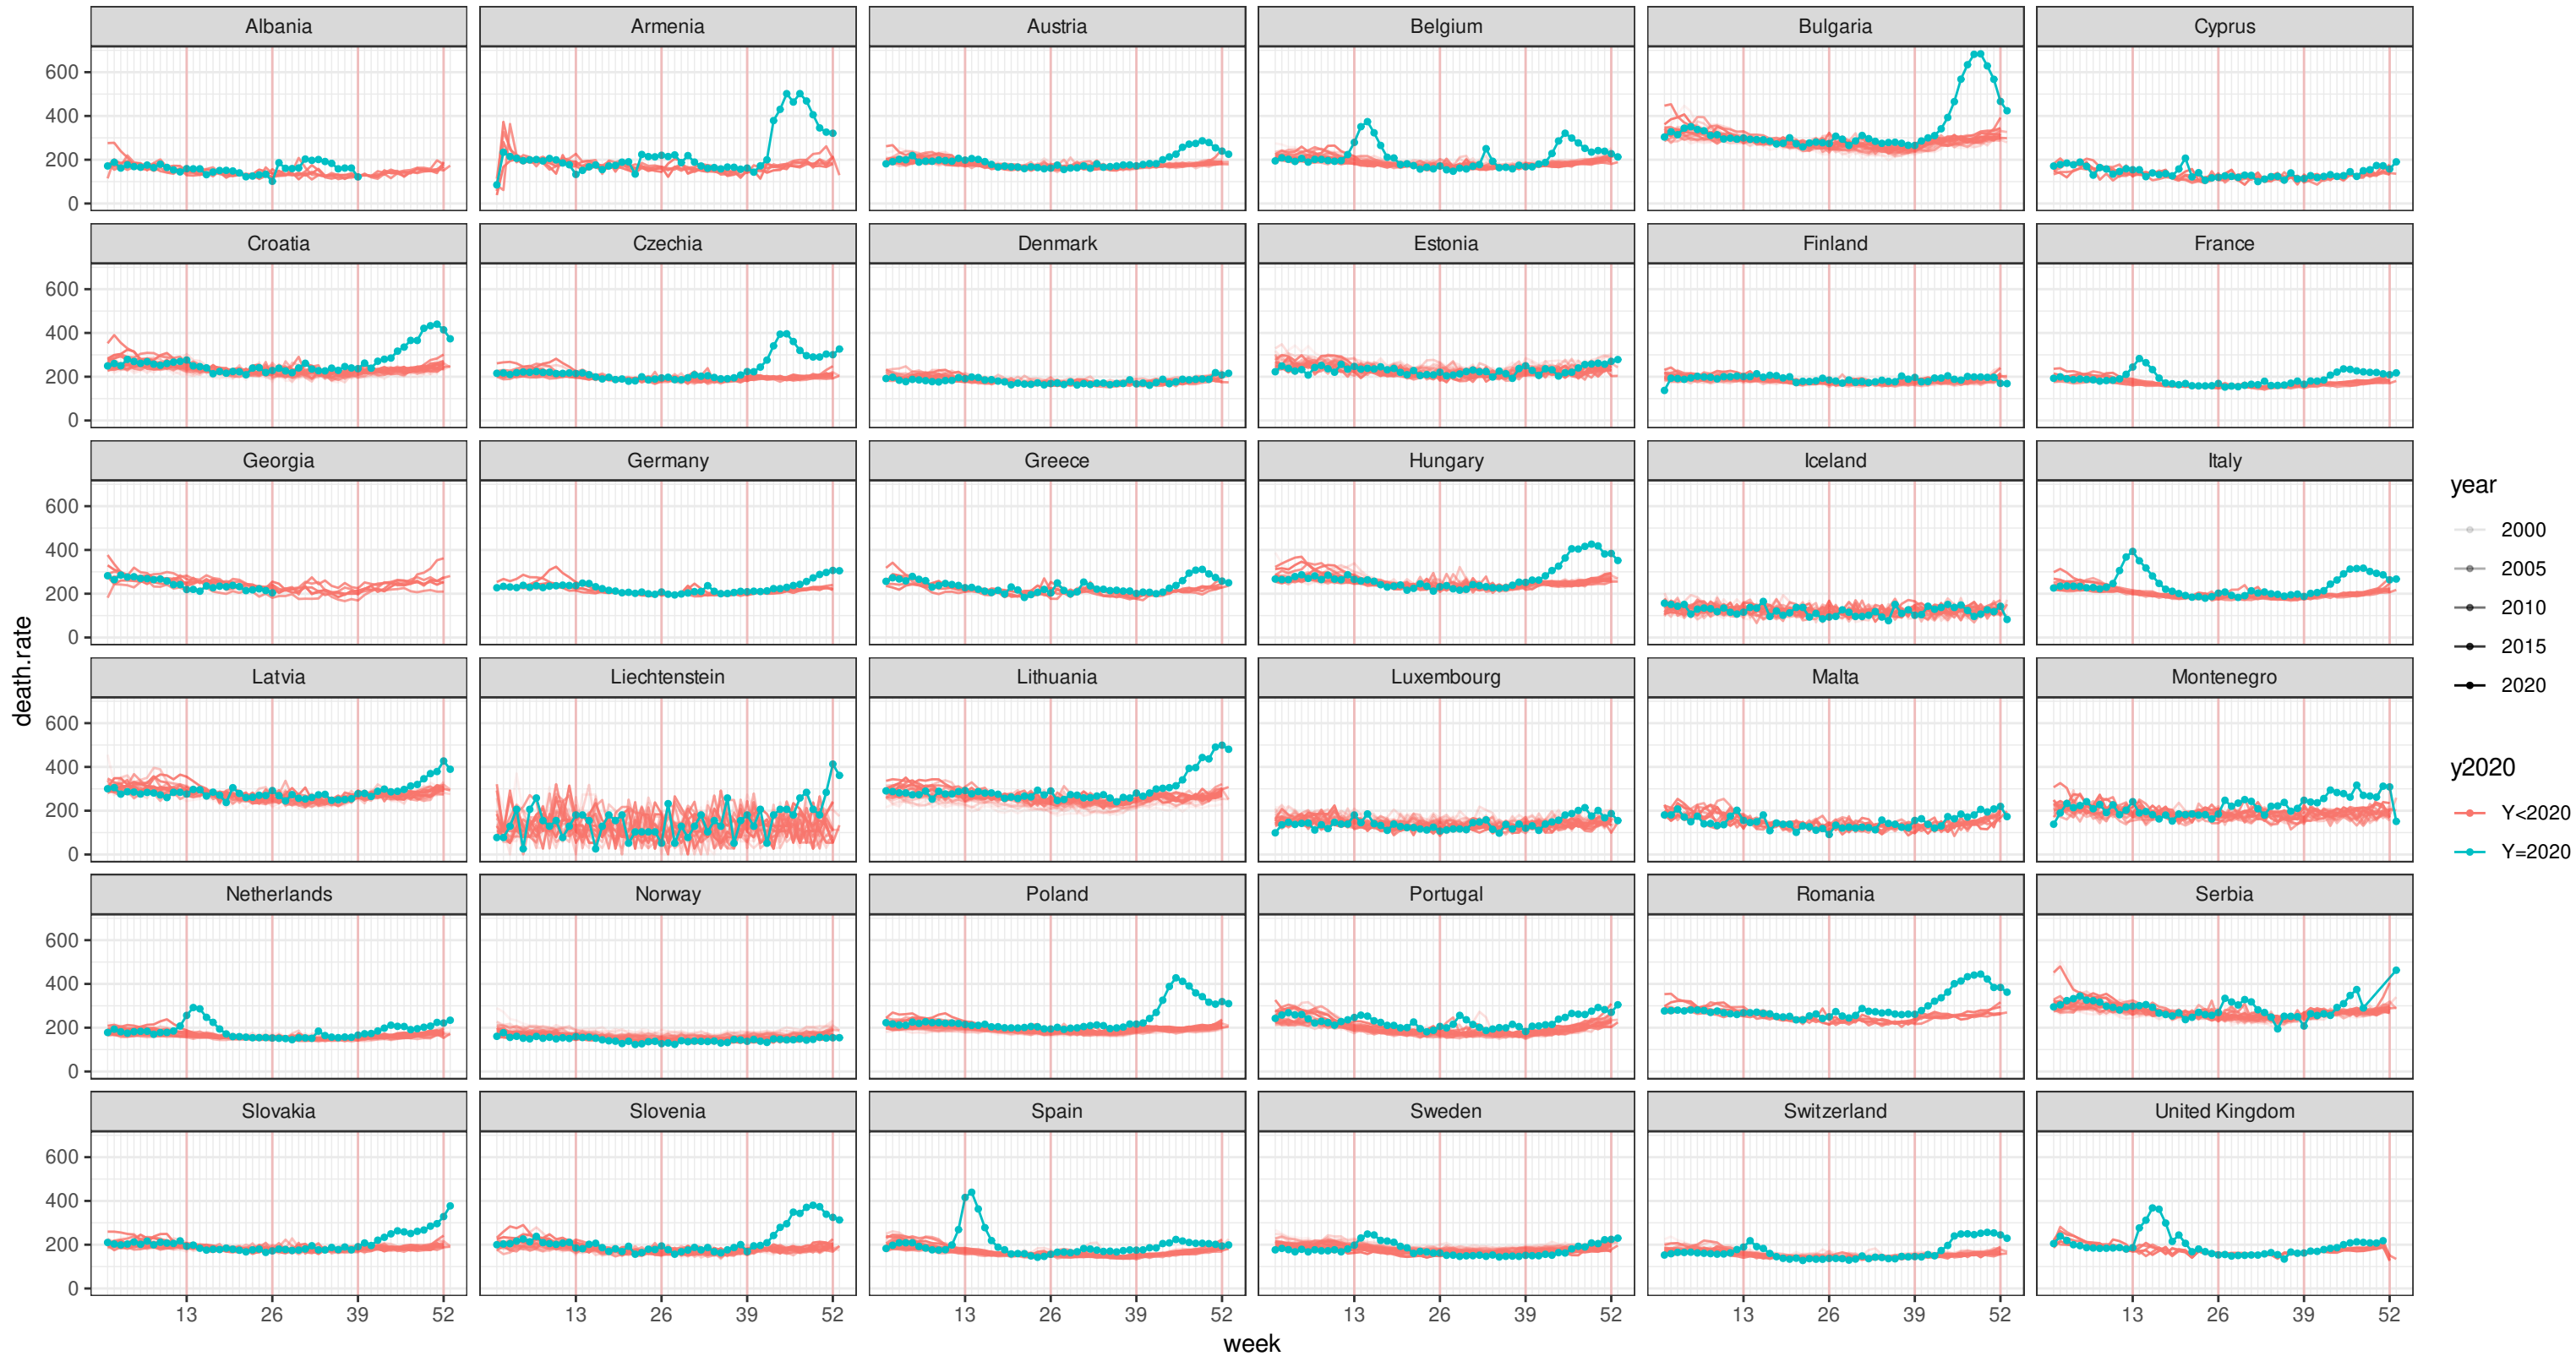 Albania Armenia Austria Belgium Bulgaria Cyprus
600
400
200
0
Croatia Czechia Denmark Estonia Finland France
600
400
200
0
Georgia Germany Greece Hungary Iceland Italy
600
400
200
0
Latvia Liechtenstein Lithuania Luxembourg Malta Montenegro
600
400
200
0
Netherlands Norway Poland Portugal Romania Serbia
600
400
200
0
Slovakia Slovenia Spain Sweden Switzerland United Kingdom
600
400
200
0
13 26 39 52 13 26 39 52 13 26 39 52 13 26 39 52 13 26 39 52 13 26 39 52
week
death.rate
year
2000
2005
2010
2015
2020
y2020
Y<2020
Y=2020